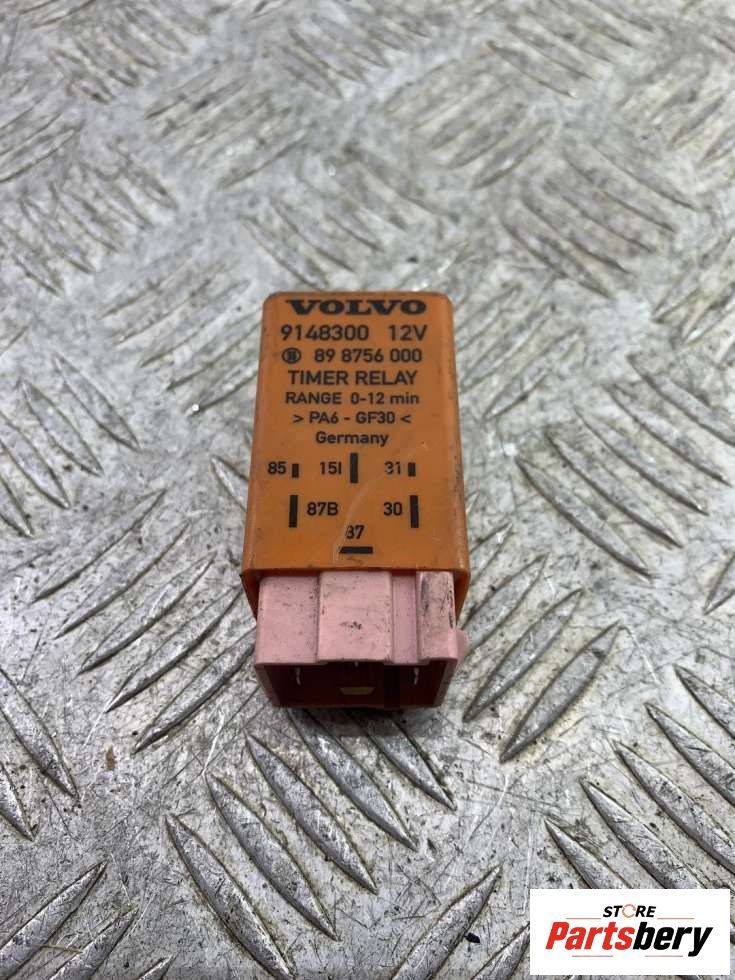 VOLVO
9148300 12V
89 8756 000
TIMER RELAY
RANGE 0-12 min
> PA6 - GF30 <
Germany
85 15I 31
87B 30
87
STORE
Partsbery